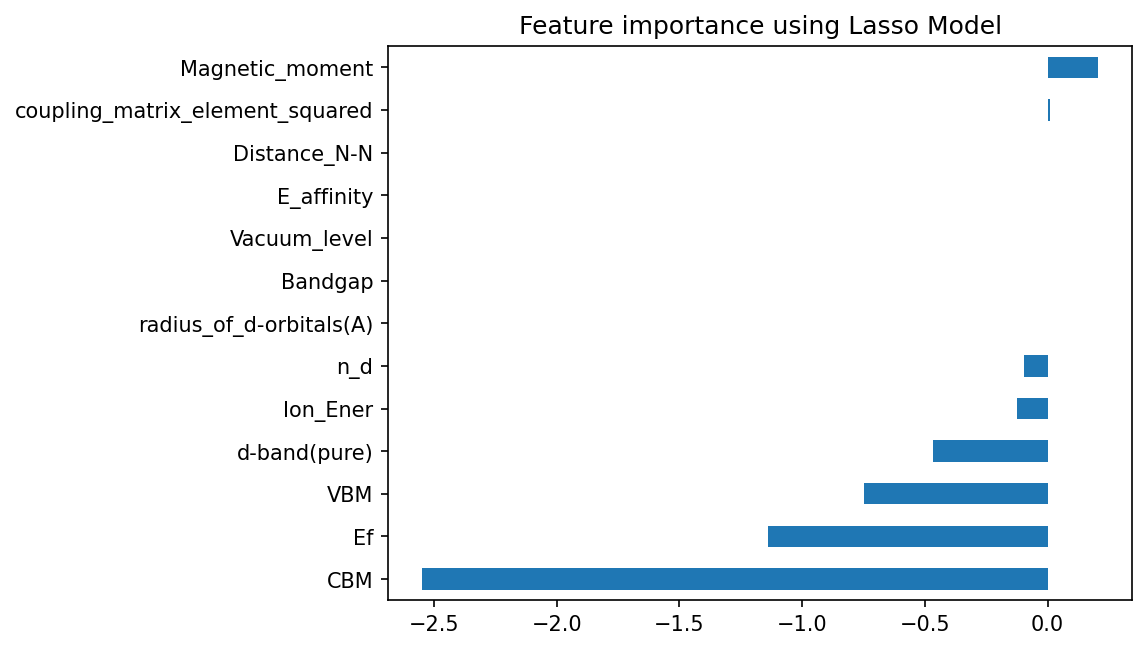 Feature importance using Lasso Model
Magnetic_moment
coupling_matrix_element_squared
Distance_N-N
E_affinity
Vacuum_level
Bandgap
radius_of_d-orbitals(A)
n_d
Ion_Ener
d-band(pure)
VBM
Ef
CBM
−2.5 −2.0 −1.5 −1.0 −0.5 0.0